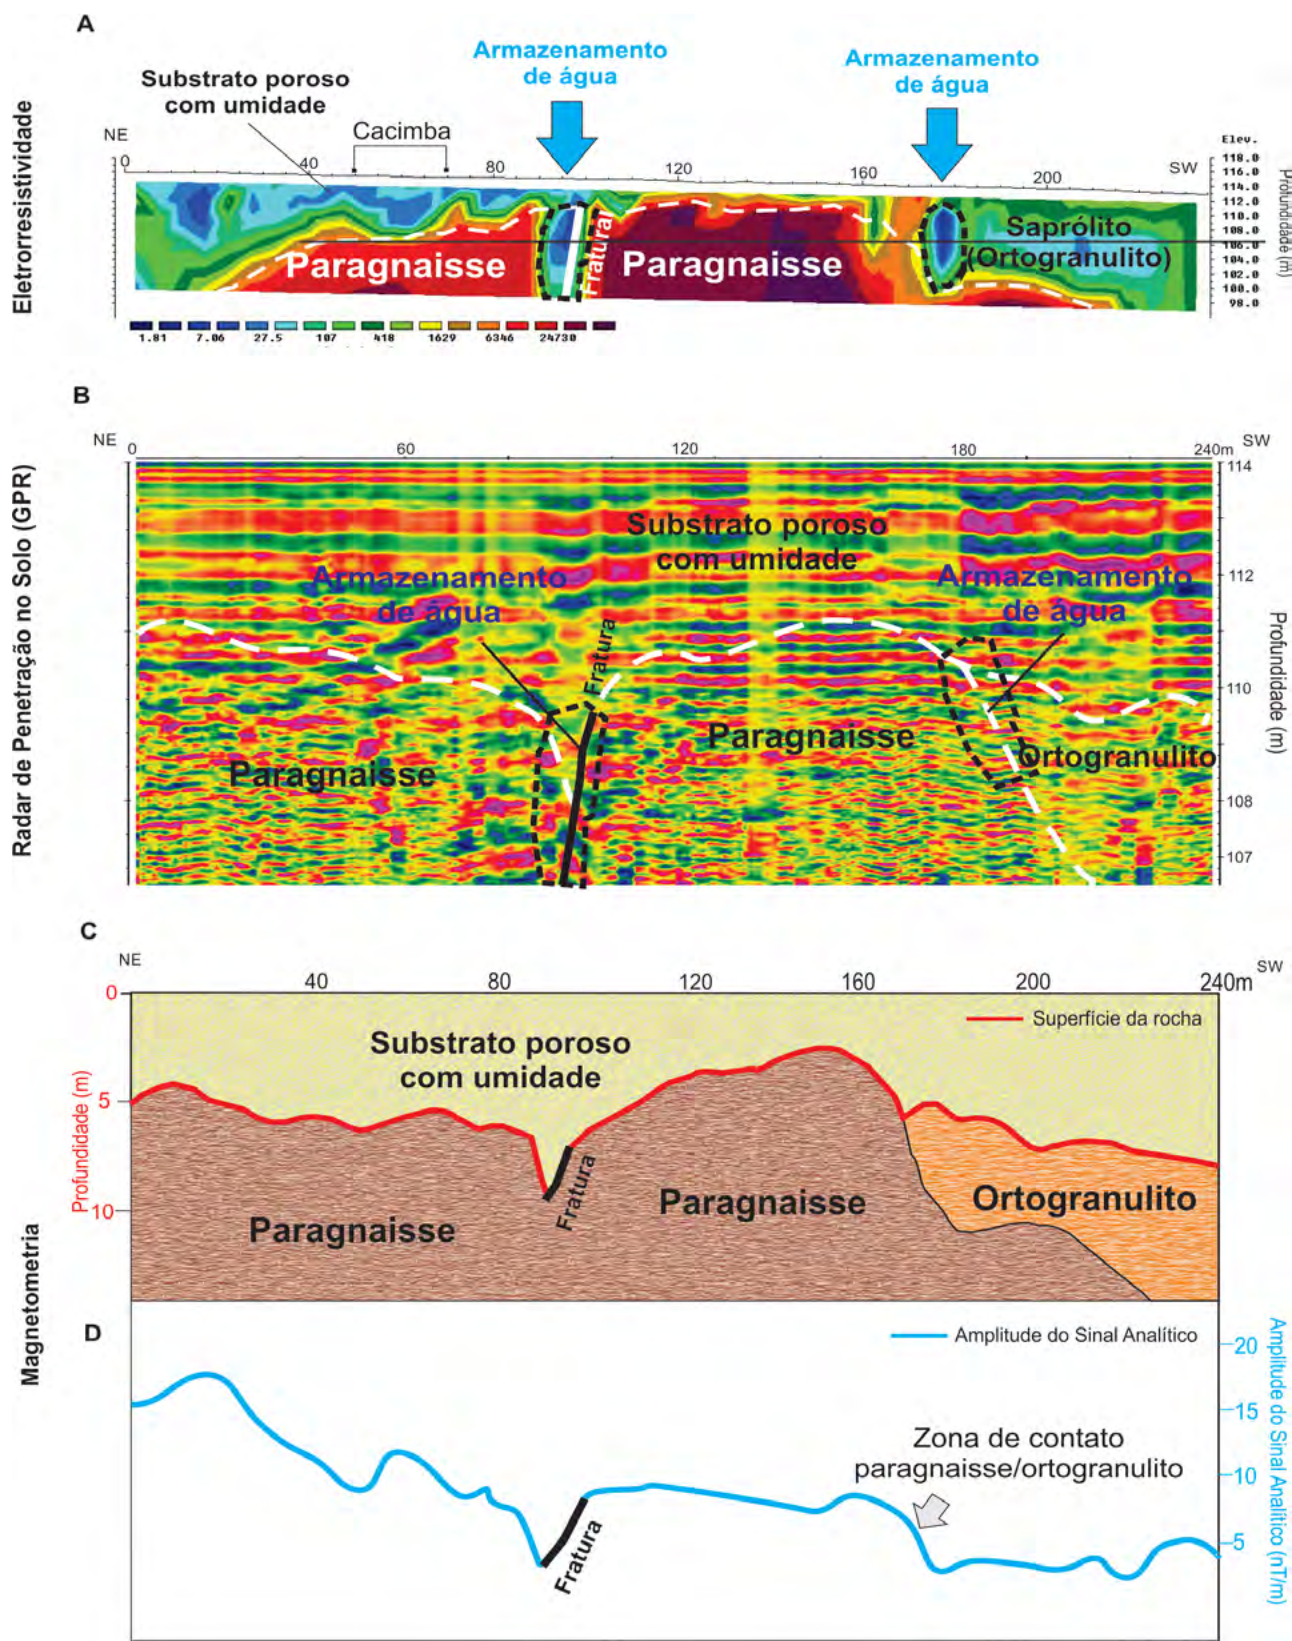 A
Eletrorresistividade
Armazenamento
de água
Armazenamento
de água
Substrato poroso
com umidade
Cacimba
NE
SW
0 40 80 120 160 200
Elev.
118.0
116.0
114.0
112.0
110.0
108.0
106.0
104.0
102.0
100.0
98.0
Profundidade (m)
Paragnaisse
Fratura
Paragnaisse
Saprólito
(Ortogranulito)
1.81 7.06 27.5 107 418 1629 6346 24730
B
Radar de Penetração no Solo (GPR)
NE
SW
0 60 120 180 240m
114
112
110
108
107
Profundidade (m)
Substrato poroso
com umidade
Armazenamento
de água
Armazenamento
de água
Fratura
Paragnaisse
Paragnaisse
Ortogranulito
C
Magnetometria
NE
SW
40 80 120 160 200 240m
0
5
10
Profundidade (m)
Superfície da rocha
Substrato poroso
com umidade
Fratura
Paragnaisse
Paragnaisse
Ortogranulito
D
Amplitude do Sinal Analítico
20
15
10
5
Amplitude do Sinal Analítico (nT/m)
Zona de contato
paragnaisse/ortogranulito
Fratura